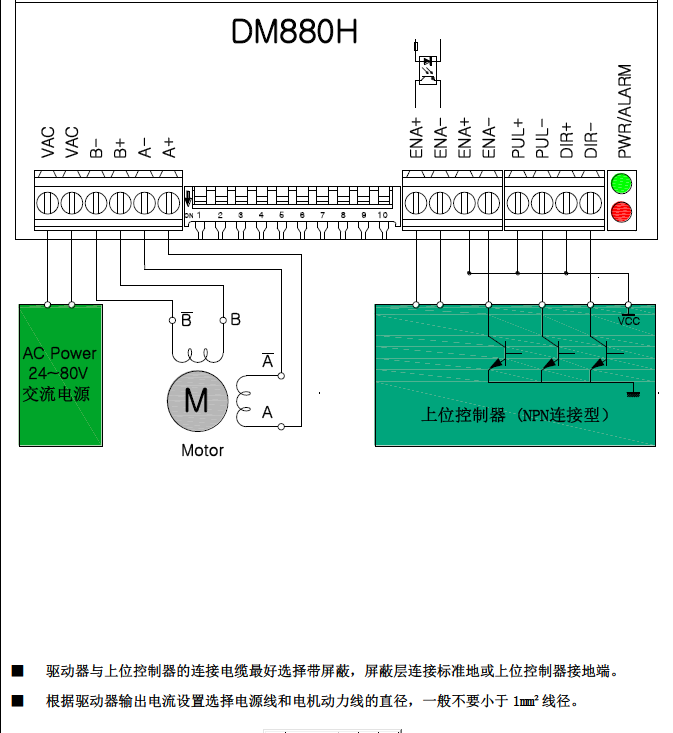 DM880H
VAC
VAC
B-
B+
A-
A+
ENA+
ENA-
ENA+
ENA-
PUL+
PUL-
DIR+
DIR-
PWR/ALARM
ON 1 2 3 4 5 6 7 8 9 10
B B
VCC
AC Power
24~80V
交流电源
A
M
A
上位控制器 (NPN连接型)
Motor
■ 驱动器与上位控制器的连接电缆最好选择带屏蔽，屏蔽层连接标准地或上位控制器接地端。
■ 根据驱动器输出电流设置选择电源线和电机动力线的直径，一般不要小于 1mm²线径。